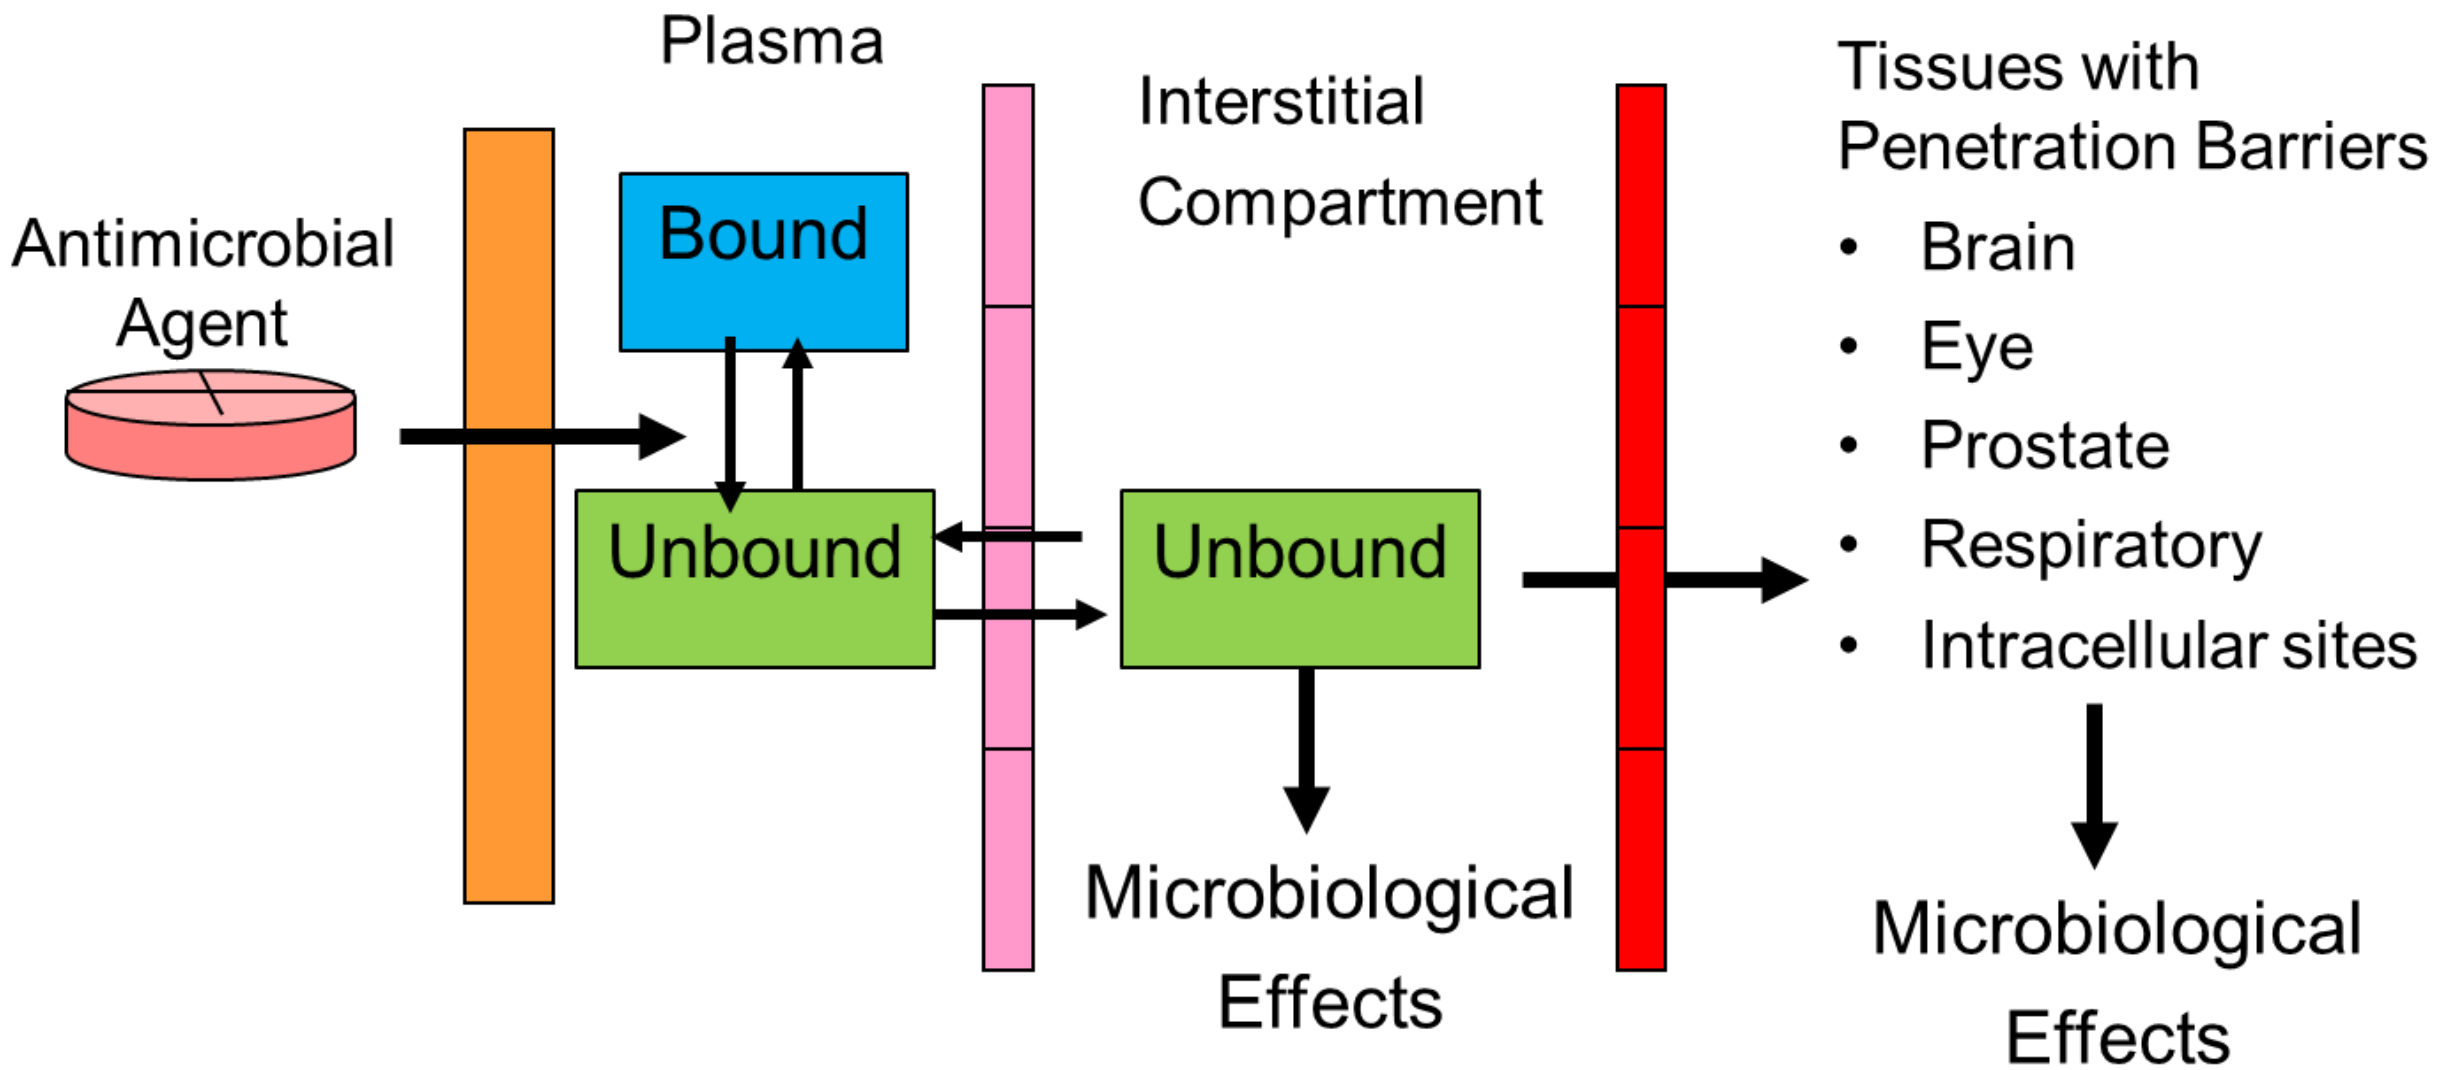 Plasma
Antimicrobial
Agent
Bound
Unbound
Interstitial
Compartment
Unbound
Microbiological
Effects
Tissues with
Penetration Barriers
• Brain
• Eye
• Prostate
• Respiratory
• Intracellular sites
Microbiological
Effects